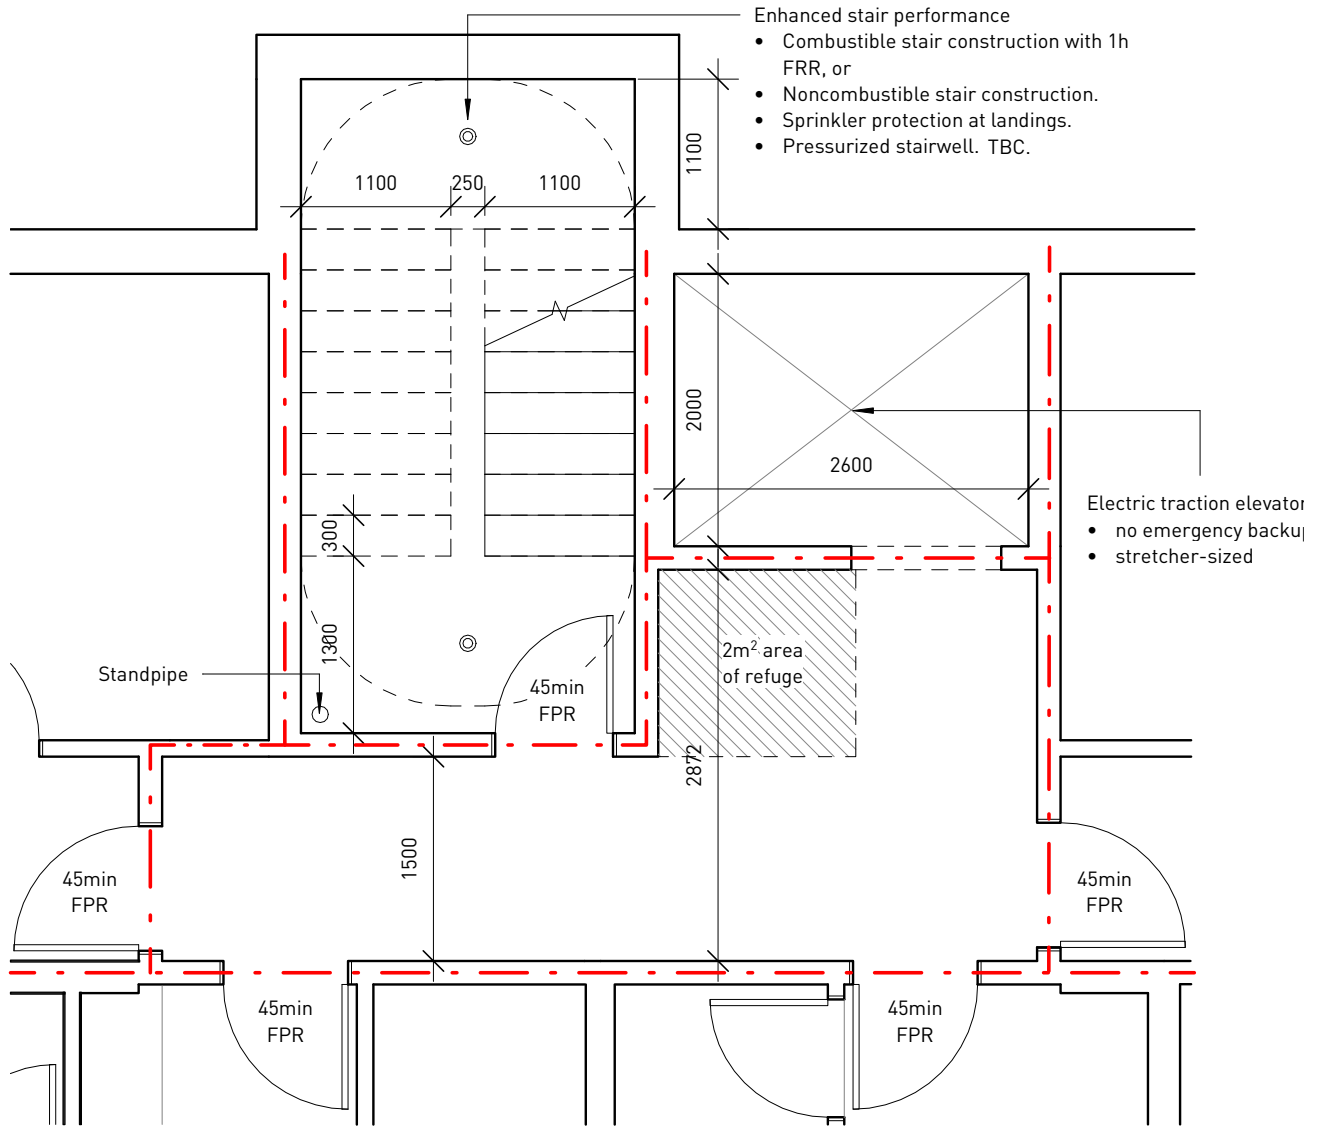 Enhanced stair performance
• Combustible stair construction with 1h
FRR, or
• Noncombustible stair construction.
• Sprinkler protection at landings.
• Pressurized stairwell. TBC.
1100
1100
250
1100
2000
2600
Electric traction elevator
• no emergency backup
• stretcher-sized
300
1300
Standpipe
45min
FPR
2m² area
of refuge
2872
1500
45min
FPR
45min
FPR
45min
FPR
45min
FPR